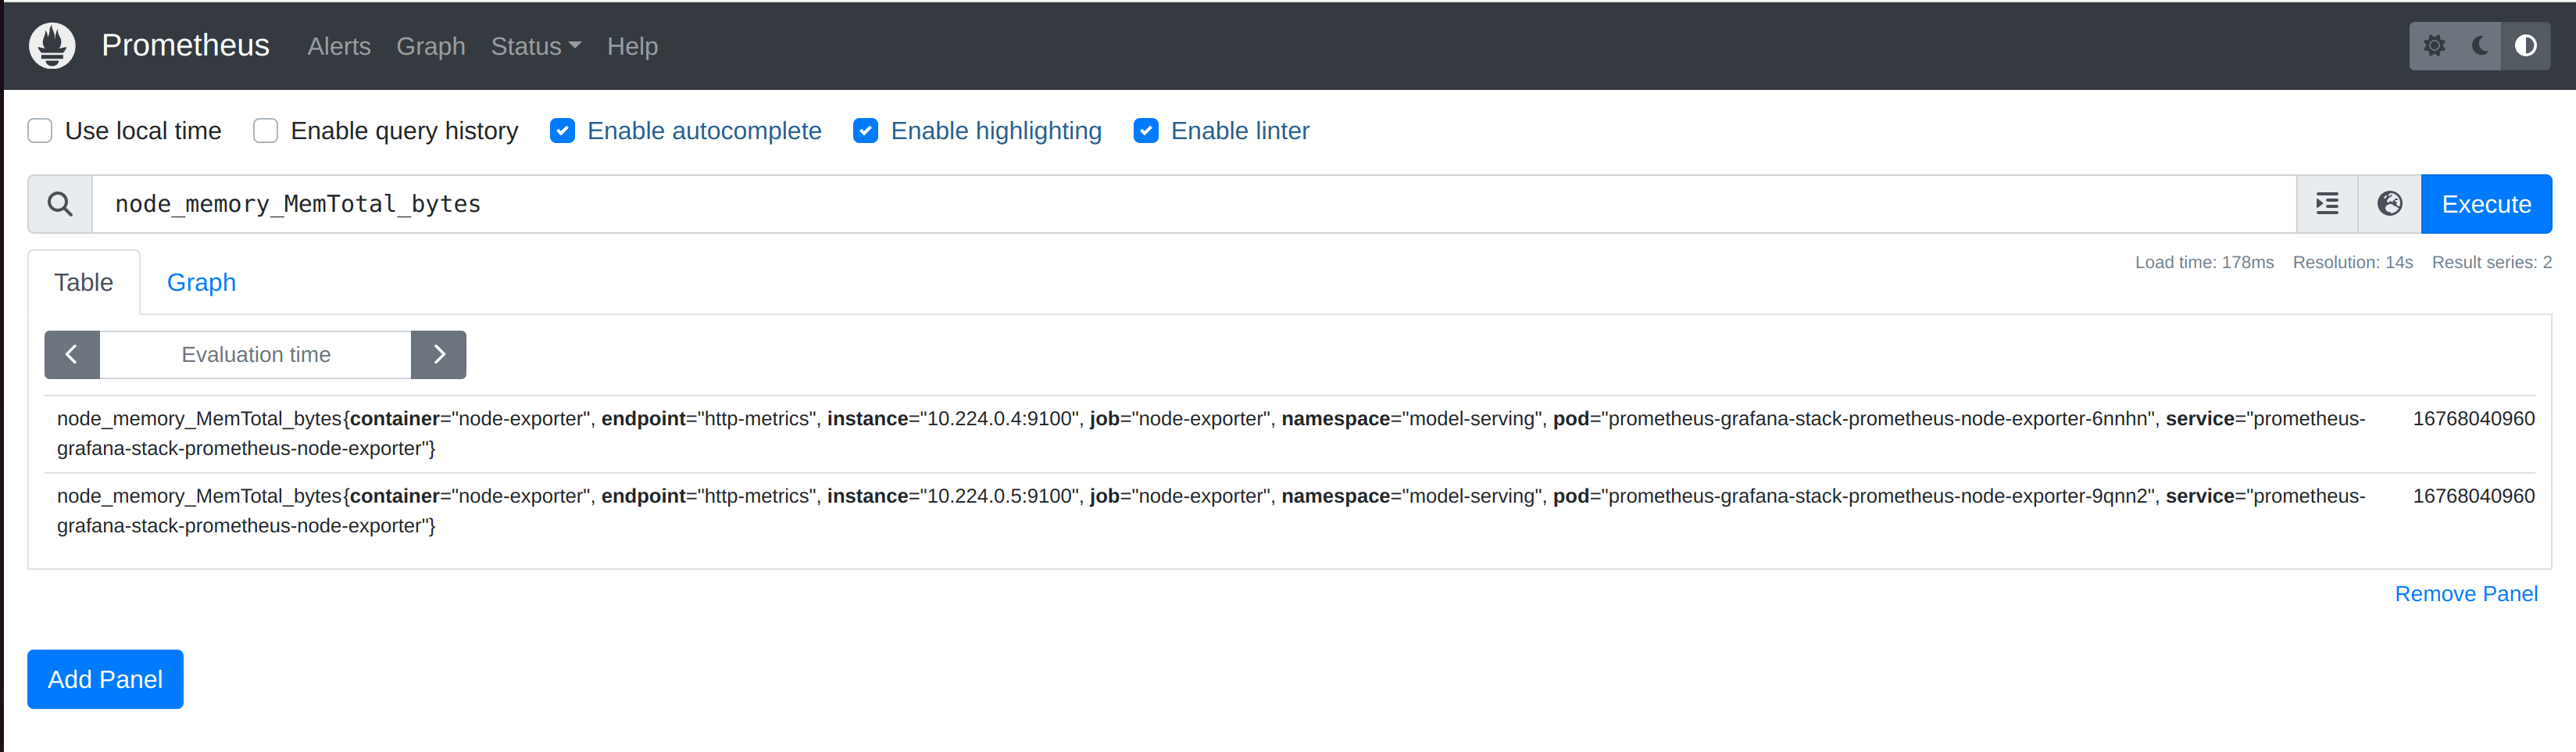 Prometheus Alerts Graph Status Help
Use local time Enable query history Enable autocomplete Enable highlighting Enable linter
node_memory_MemTotal_bytes Execute
Table Graph Load time: 178ms Resolution: 14s Result series: 2
Evaluation time
node_memory_MemTotal_bytes{container="node-exporter", endpoint="http-metrics", instance="10.224.0.4:9100", job="node-exporter", namespace="model-serving", pod="prometheus-grafana-stack-prometheus-node-exporter-6nnhn", service="prometheus- 16768040960
grafana-stack-prometheus-node-exporter"}
node_memory_MemTotal_bytes{container="node-exporter", endpoint="http-metrics", instance="10.224.0.5:9100", job="node-exporter", namespace="model-serving", pod="prometheus-grafana-stack-prometheus-node-exporter-9qnn2", service="prometheus- 16768040960
grafana-stack-prometheus-node-exporter"}
Remove Panel
Add Panel